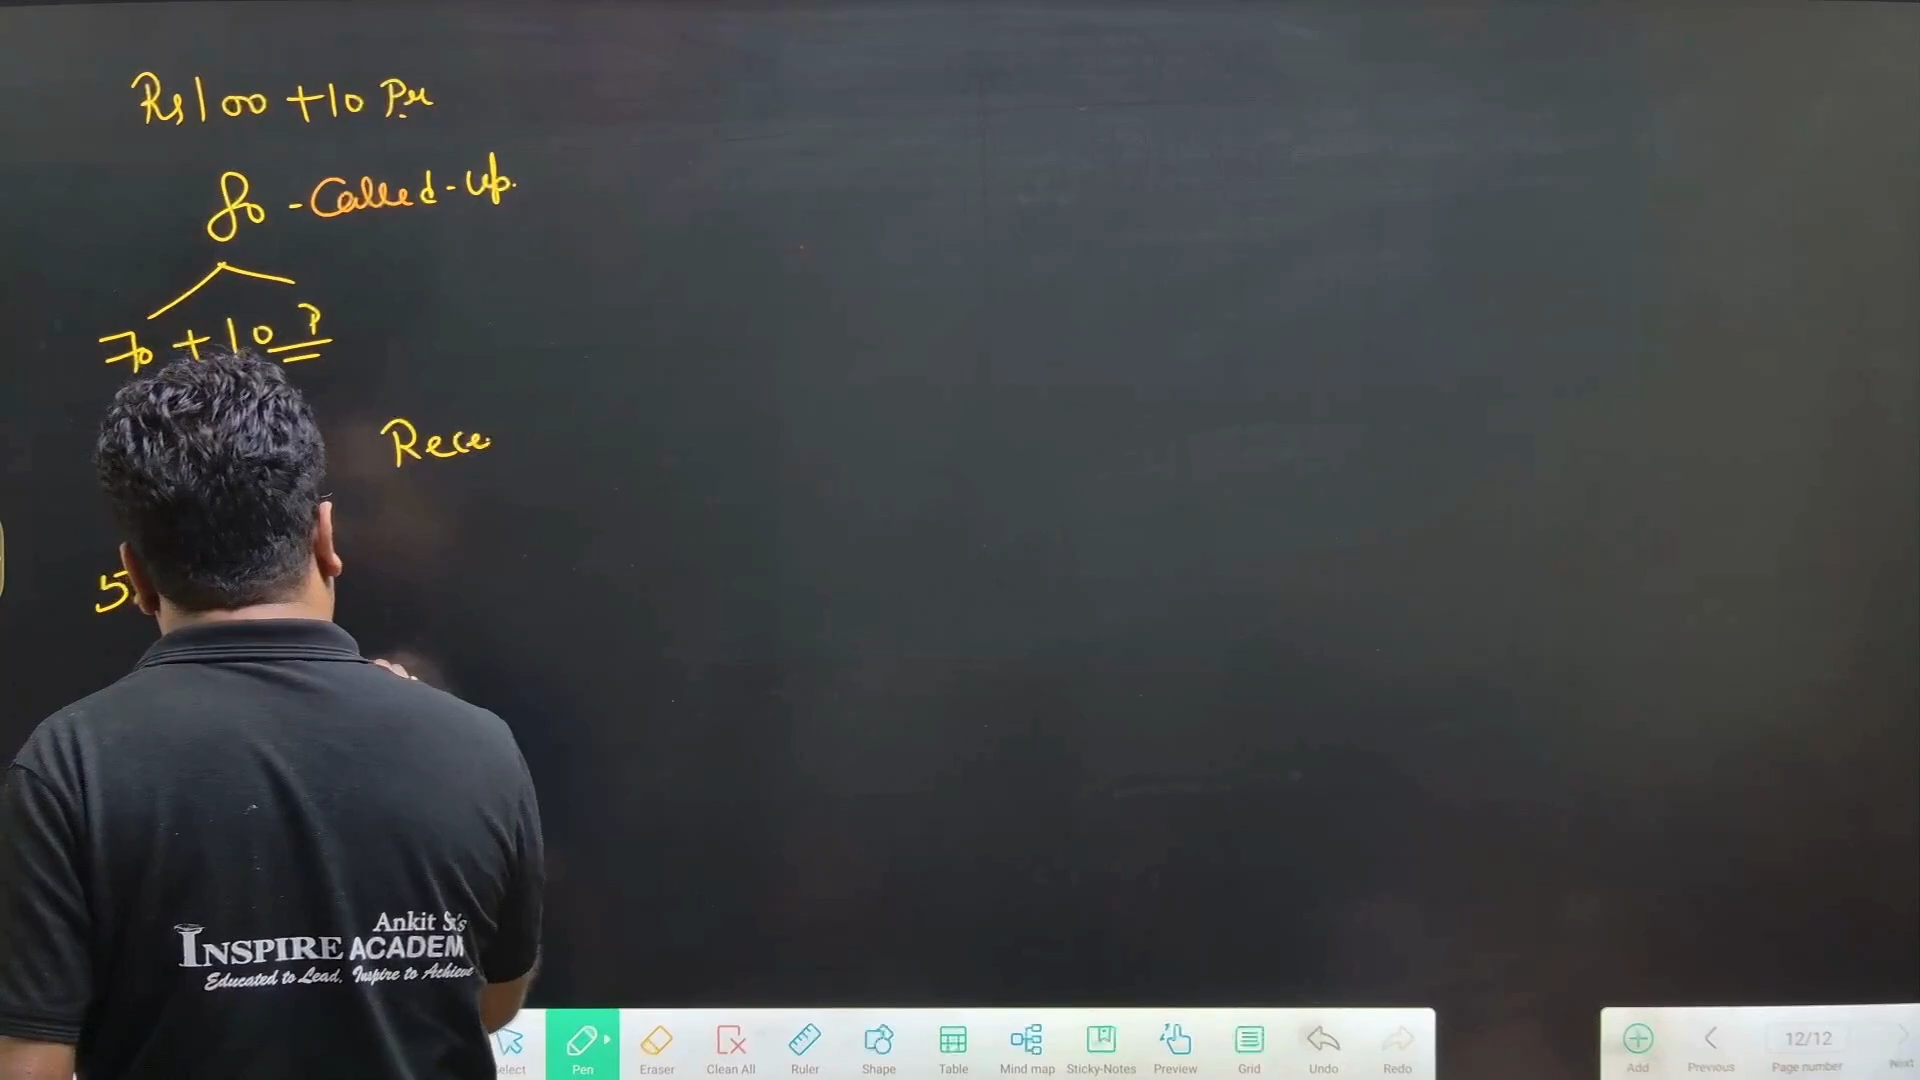 Rs 100 + 10 Pr.
80 - Called-up.
70 + 10 P
Rece
5
Ankit Sir's
INSPIRE ACADEM
Educated to Lead, Inspire to Achieve
Select
Pen
Eraser
Clean All
Ruler
Shape
Table
Mind map
Sticky-Notes
Preview
Grid
Undo
Redo
Add
Previous
12/12
Page number
Next